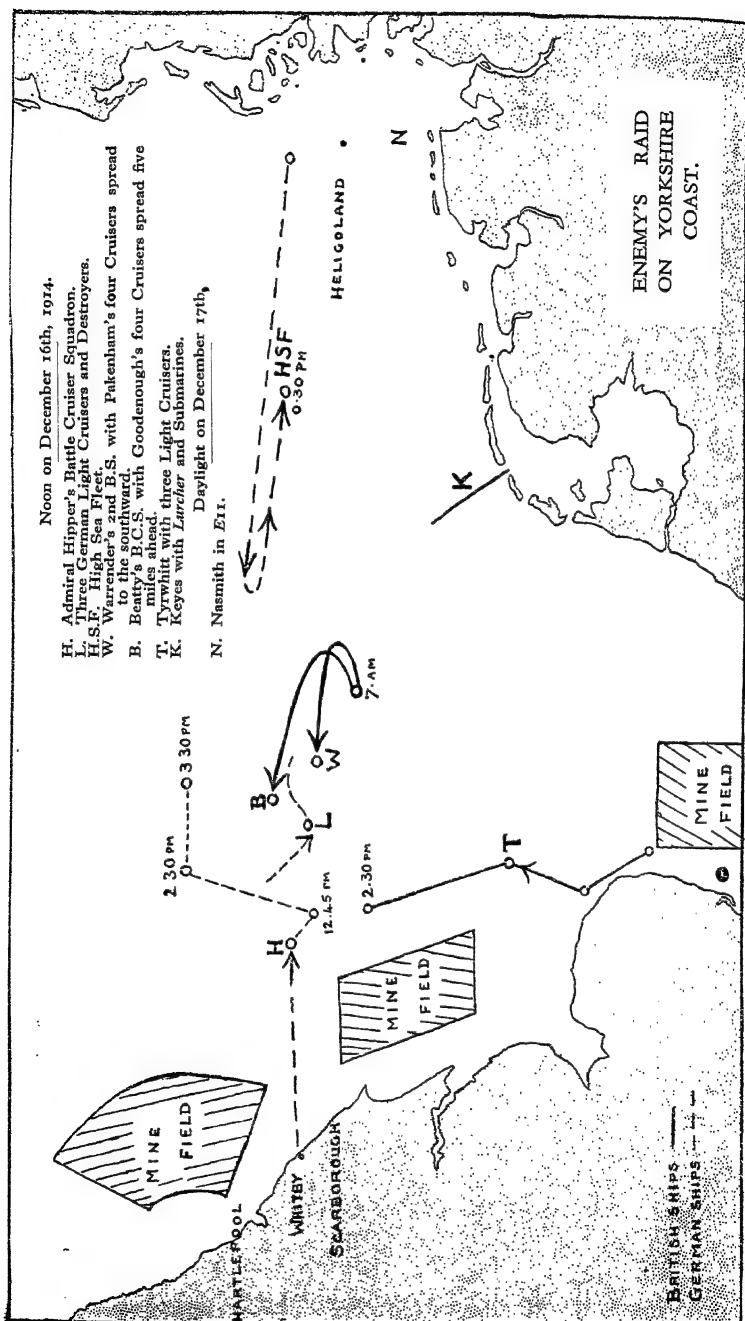 Noon on December 16th, 1914.
H. Admiral Hipper's Battle Cruiser Squadron.
L. Three German Light Cruisers and Destroyers.
H.S.F. High Sea Fleet.
W. Warrender's 2nd B.S. with Pakenham's four Cruisers spread
to the southward.
B. Beatty's B.C.S. with Goodenough's four Cruisers spread five
miles ahead.
T. Tyrwhitt with three Light Cruisers.
K. Keyes with Lurcher and Submarines.
Daylight on December 17th,
N. Nasmith in E11.
2 30 PM
3 30 PM
HSF
0.30 PM
HELIGOLAND
N
B
W
L
7. AM
H
12.45 PM
2.30 PM
T
K
MINE
FIELD
MINE
FIELD
MINE
FIELD
HARTLEPOOL
WHITBY
SCARBOROUGH
ENEMY'S RAID
ON YORKSHIRE
COAST.
BRITISH SHIPS
GERMAN SHIPS